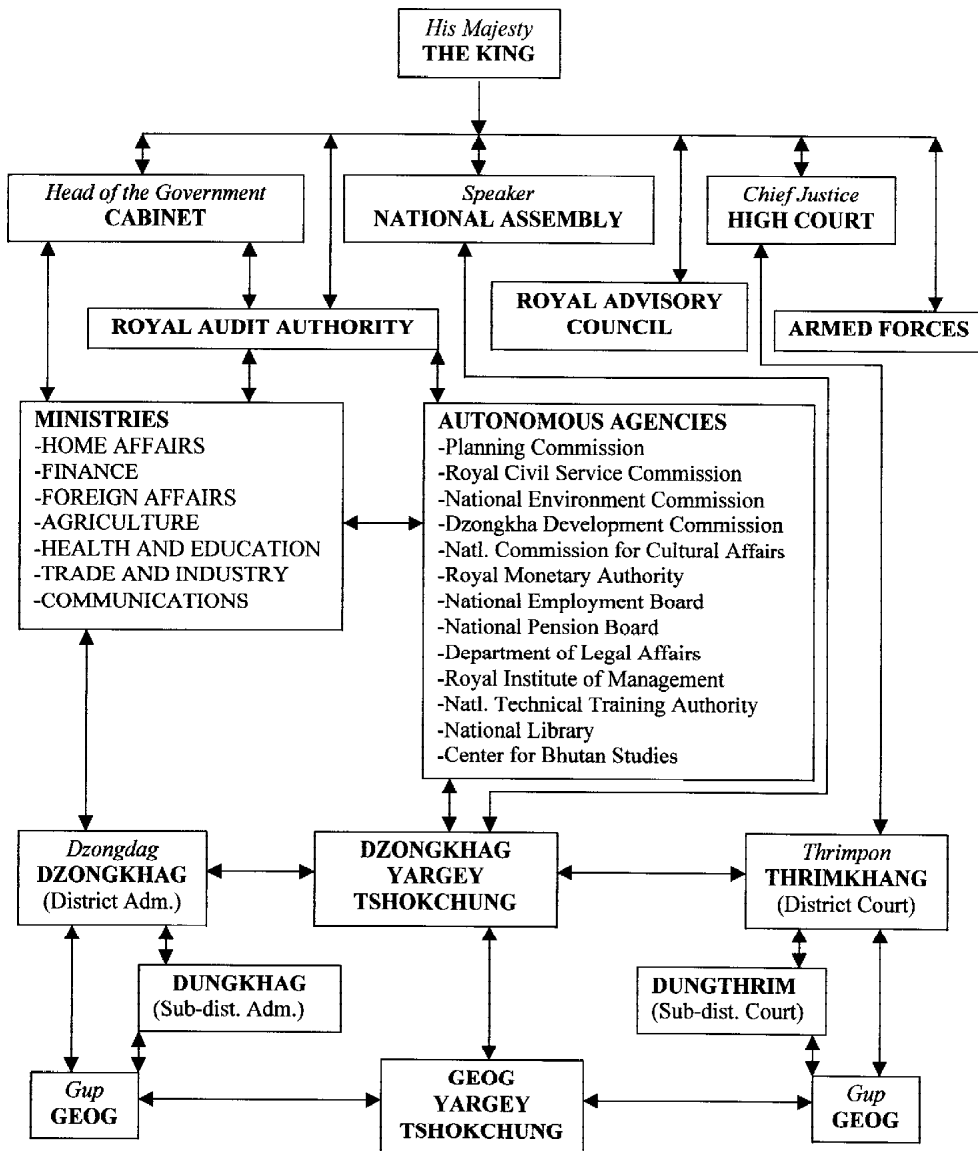 His Majesty
THE KING
Head of the Government
CABINET
Speaker
NATIONAL ASSEMBLY
Chief Justice
HIGH COURT
ROYAL AUDIT AUTHORITY
ROYAL ADVISORY
COUNCIL
ARMED FORCES
MINISTRIES
-HOME AFFAIRS
-FINANCE
-FOREIGN AFFAIRS
-AGRICULTURE
-HEALTH AND EDUCATION
-TRADE AND INDUSTRY
-COMMUNICATIONS
AUTONOMOUS AGENCIES
-Planning Commission
-Royal Civil Service Commission
-National Environment Commission
-Dzongkha Development Commission
-Natl. Commission for Cultural Affairs
-Royal Monetary Authority
-National Employment Board
-National Pension Board
-Department of Legal Affairs
-Royal Institute of Management
-Natl. Technical Training Authority
-National Library
-Center for Bhutan Studies
Dzongdag
DZONGKHAG
(District Adm.)
DZONGKHAG
YARGEY
TSHOKCHUNG
Thrimpon
THRIMKHANG
(District Court)
DUNGKHAG
(Sub-dist. Adm.)
DUNGTHRIM
(Sub-dist. Court)
Gup
GEOG
GEOG
YARGEY
TSHOKCHUNG
Gup
GEOG